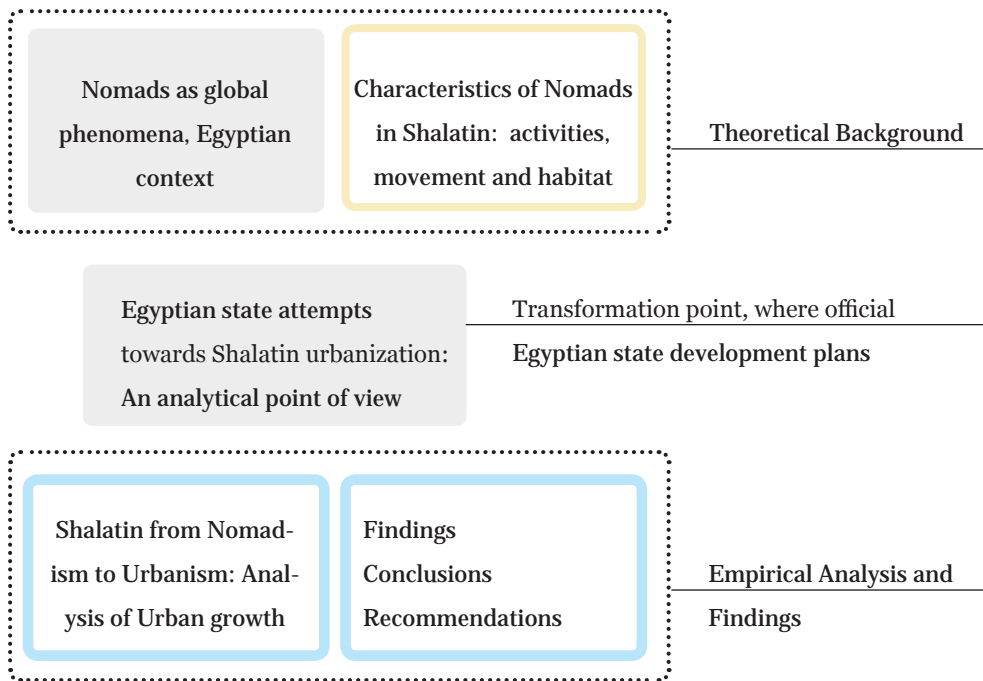 Nomads as global
phenomena, Egyptian
context
Characteristics of Nomads
in Shalatin: activities,
movement and habitat
Theoretical Background
Egyptian state attempts
towards Shalatin urbanization:
An analytical point of view
Transformation point, where official
Egyptian state development plans
Shalatin from Nomad-
ism to Urbanism: Anal-
ysis of Urban growth
Findings
Conclusions
Recommendations
Empirical Analysis and
Findings